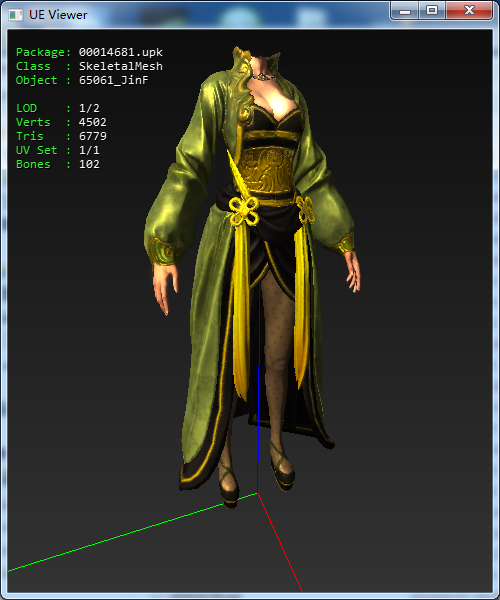 UE Viewer
Package: 00014681.upk
Class : SkeletalMesh
Object : 65061_JinF
LOD : 1/2
Verts : 4502
Tris : 6779
UV Set : 1/1
Bones : 102